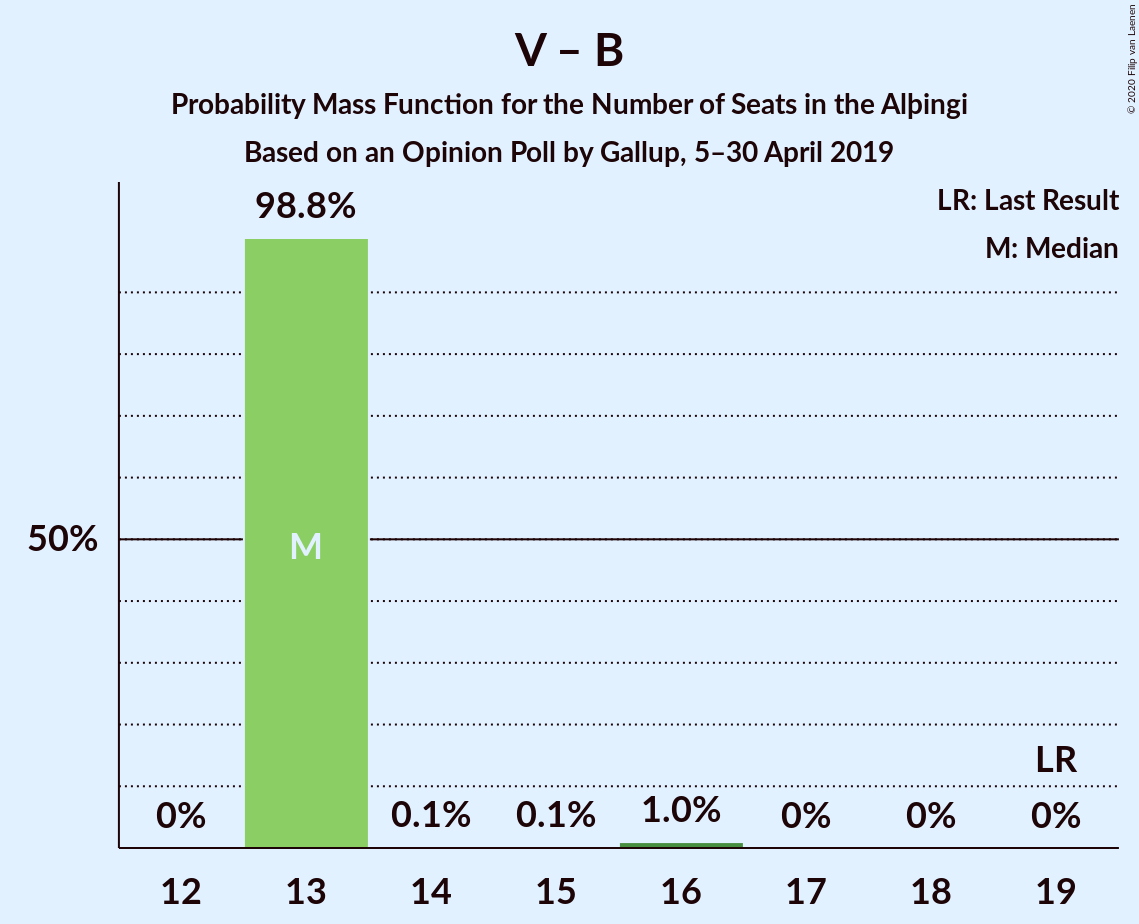 V – B
Probability Mass Function for the Number of Seats in the Alþingi
Based on an Opinion Poll by Gallup, 5–30 April 2019
© 2020 Filip van Laenen
LR: Last Result
M: Median
98.8%
50%
M
LR
0%
0.1%
0.1%
1.0%
0%
0%
0%
12
13
14
15
16
17
18
19